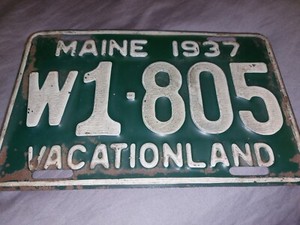 MAINE 1937
W1-805
VACATIONLAND